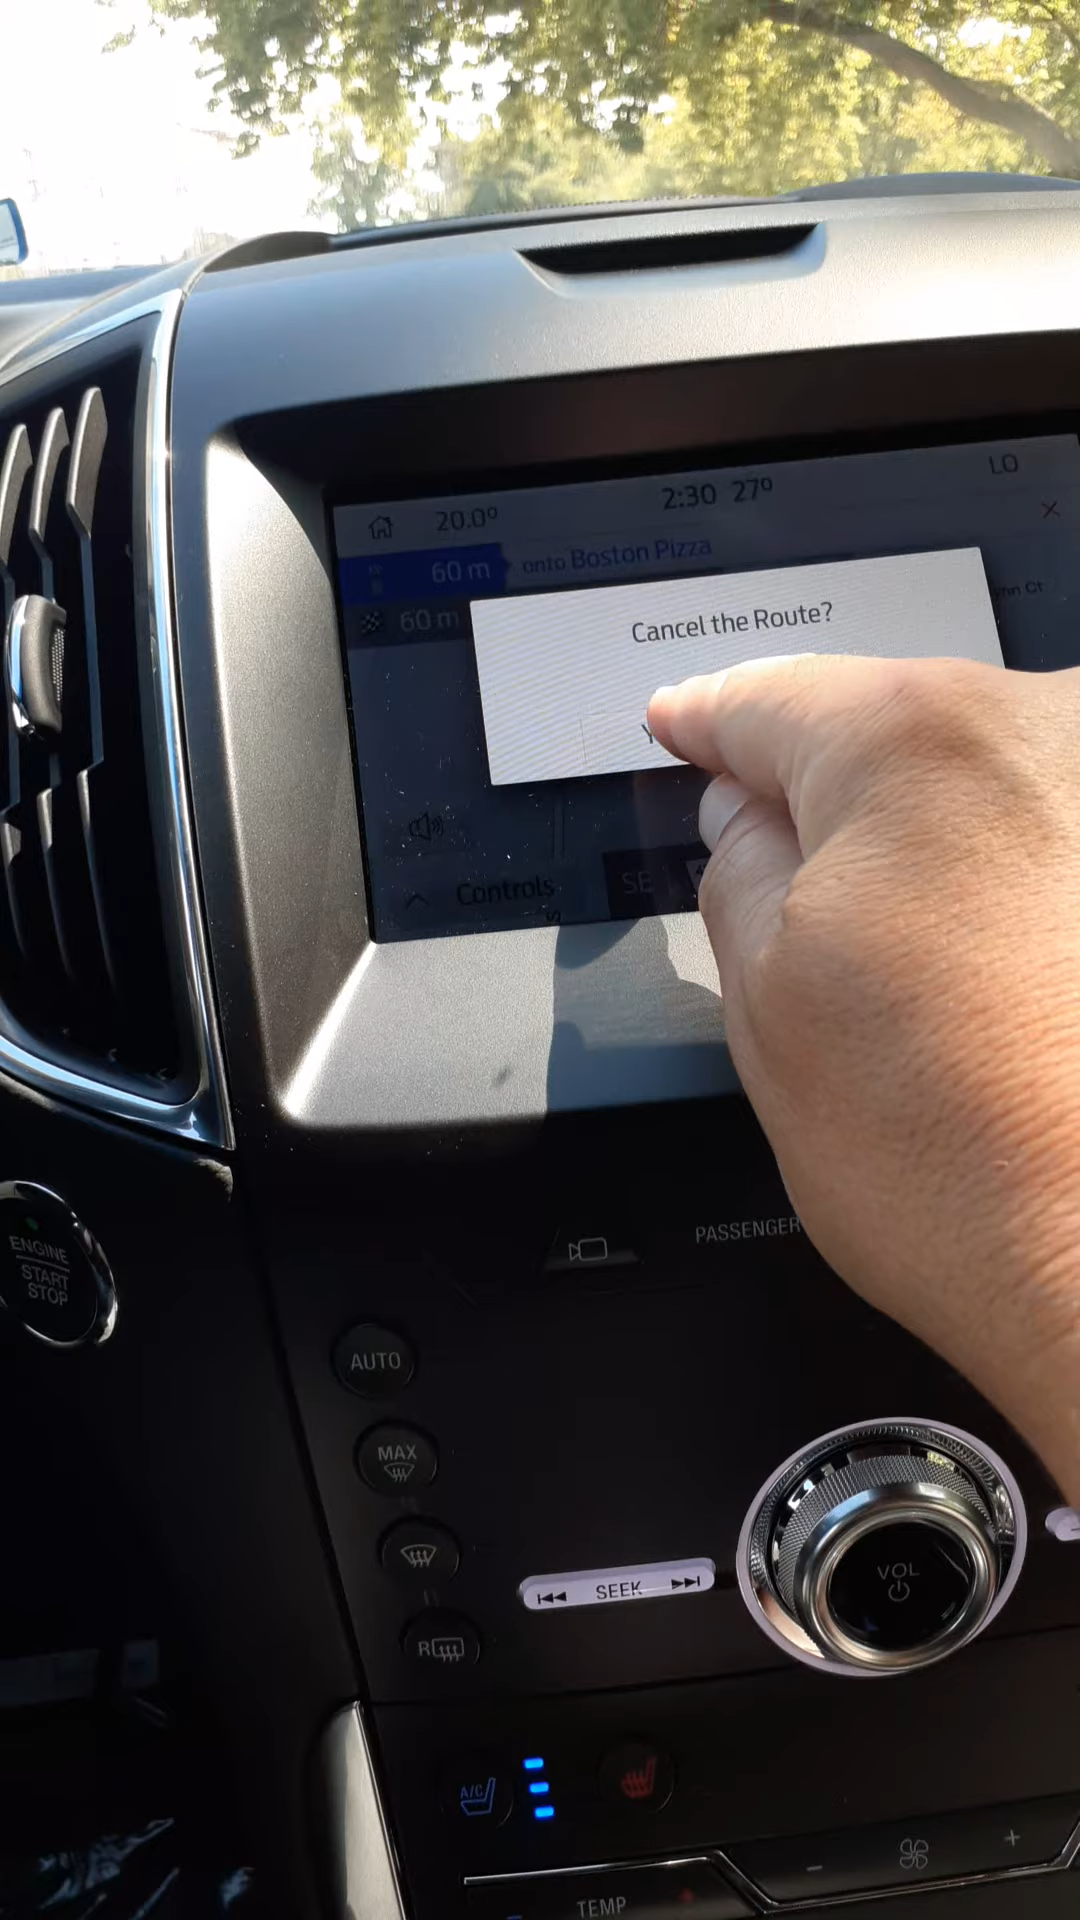 20.0° 2:30 27° LO
60 m onto Boston Pizza
60 m
Cancel the Route?
Controls
ENGINE
START
STOP
PASSENGER
AUTO
MAX
R
SEEK
VOL
A/C
- +
TEMP